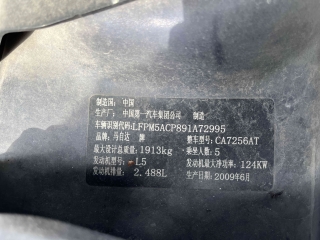 制造国：中国
生产厂：中国第一汽车集团公司 制造
车辆识别代码：LFPM5ACP891A72995
品牌：马自达 牌 整车型号：CA7256AT
最大设计总质量：1913kg 乘坐人数：5
发动机型号：L5 发动机最大净功率：124KW
发动机排量：2.488L 生产日期：2009年6月